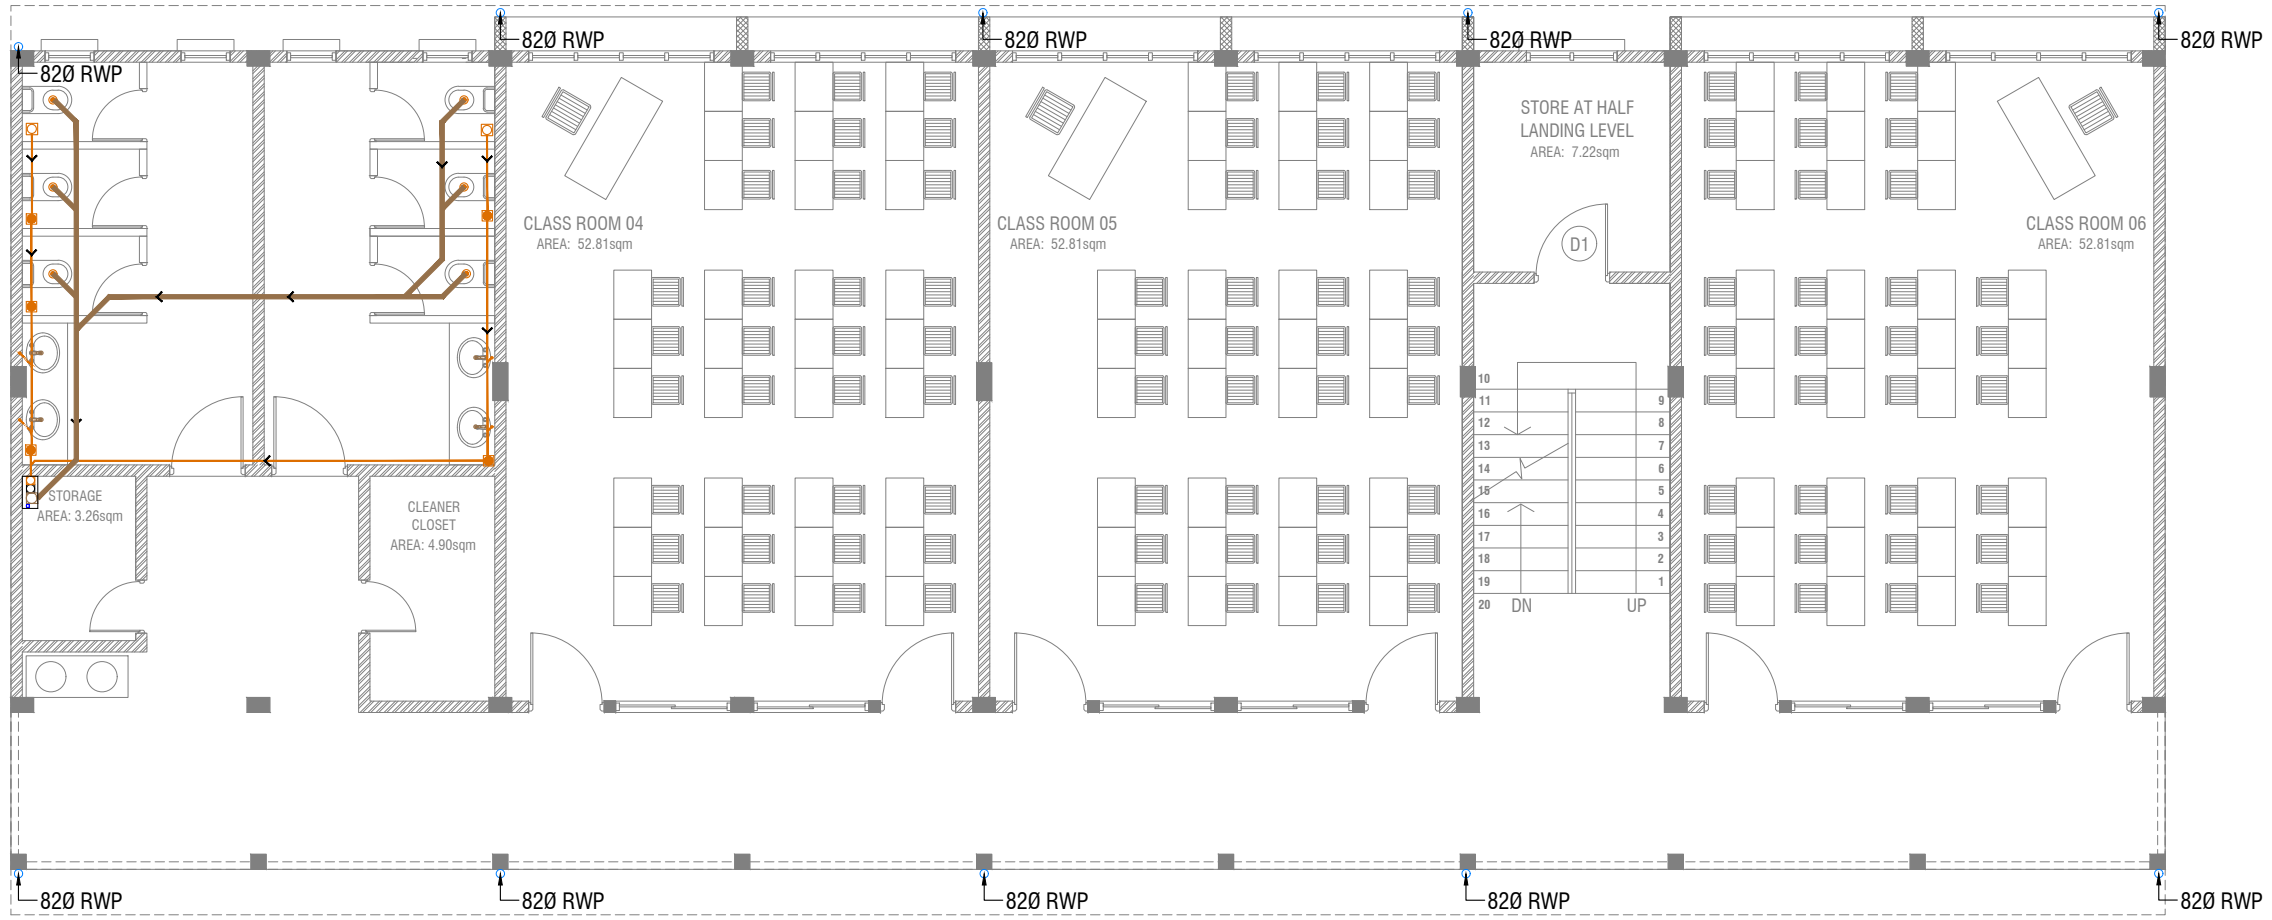 82Ø RWP
82Ø RWP
82Ø RWP
82Ø RWP
82Ø RWP
STORE AT HALF
LANDING LEVEL
AREA: 7.22sqm
CLASS ROOM 04
AREA: 52.81sqm
CLASS ROOM 05
AREA: 52.81sqm
CLASS ROOM 06
AREA: 52.81sqm
D1
10
11
12
13
14
15
16
17
18
19
20
9
8
7
6
5
4
3
2
1
DN
UP
STORAGE
AREA: 3.26sqm
CLEANER
CLOSET
AREA: 4.90sqm
82Ø RWP
82Ø RWP
82Ø RWP
82Ø RWP
82Ø RWP